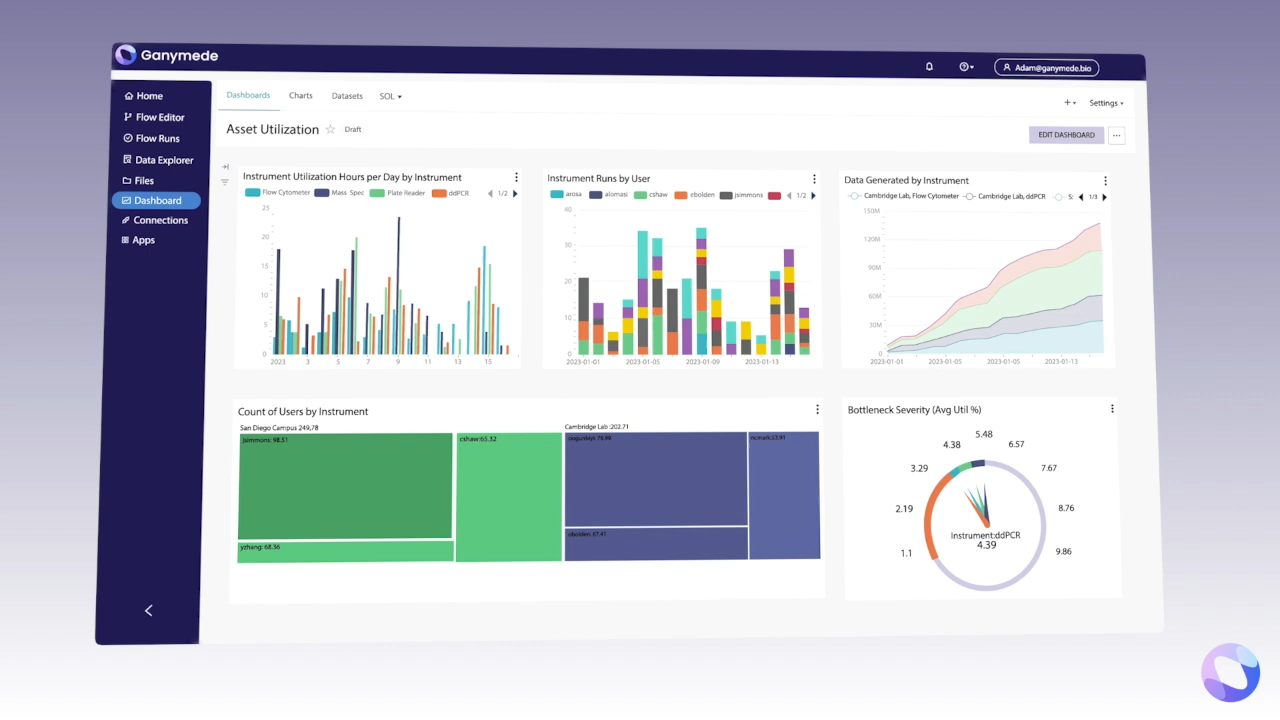 Ganymede
Adam@ganymede.bio
Home
Flow Editor
Flow Runs
Data Explorer
Files
Dashboard
Connections
Apps
Dashboards Charts Datasets SQL
Settings
Asset Utilization Draft
EDIT DASHBOARD
Instrument Utilization Hours per Day by Instrument
Flow Cytometer Mass Spec Plate Reader ddPCR 1/2
25
20
15
10
5
0
2023 3 5 7 9 11 13 15
Instrument Runs by User
arosa alomasi cshaw ebolden jsimmons 1/2
40
30
20
10
0
2023-01-01 2023-01-05 2023-01-09 2023-01-13
Data Generated by Instrument
Cambridge Lab, Flow Cytometer Cambridge Lab, ddPCR S: 1/3
150M
120M
90M
60M
30M
0
2023-01-01 2023-01-05 2023-01-05 2023-01-13
Count of Users by Instrument
San Diego Campus 249,78
jsimmons: 98.51
cshaw:65.32
yzhang: 68.36
Cambridge Lab :202.71
Bottleneck Severity (Avg Util %)
5.48
4.38 6.57
3.29 7.67
2.19 8.76
1.1 9.86
Instrument:ddPCR
4.39